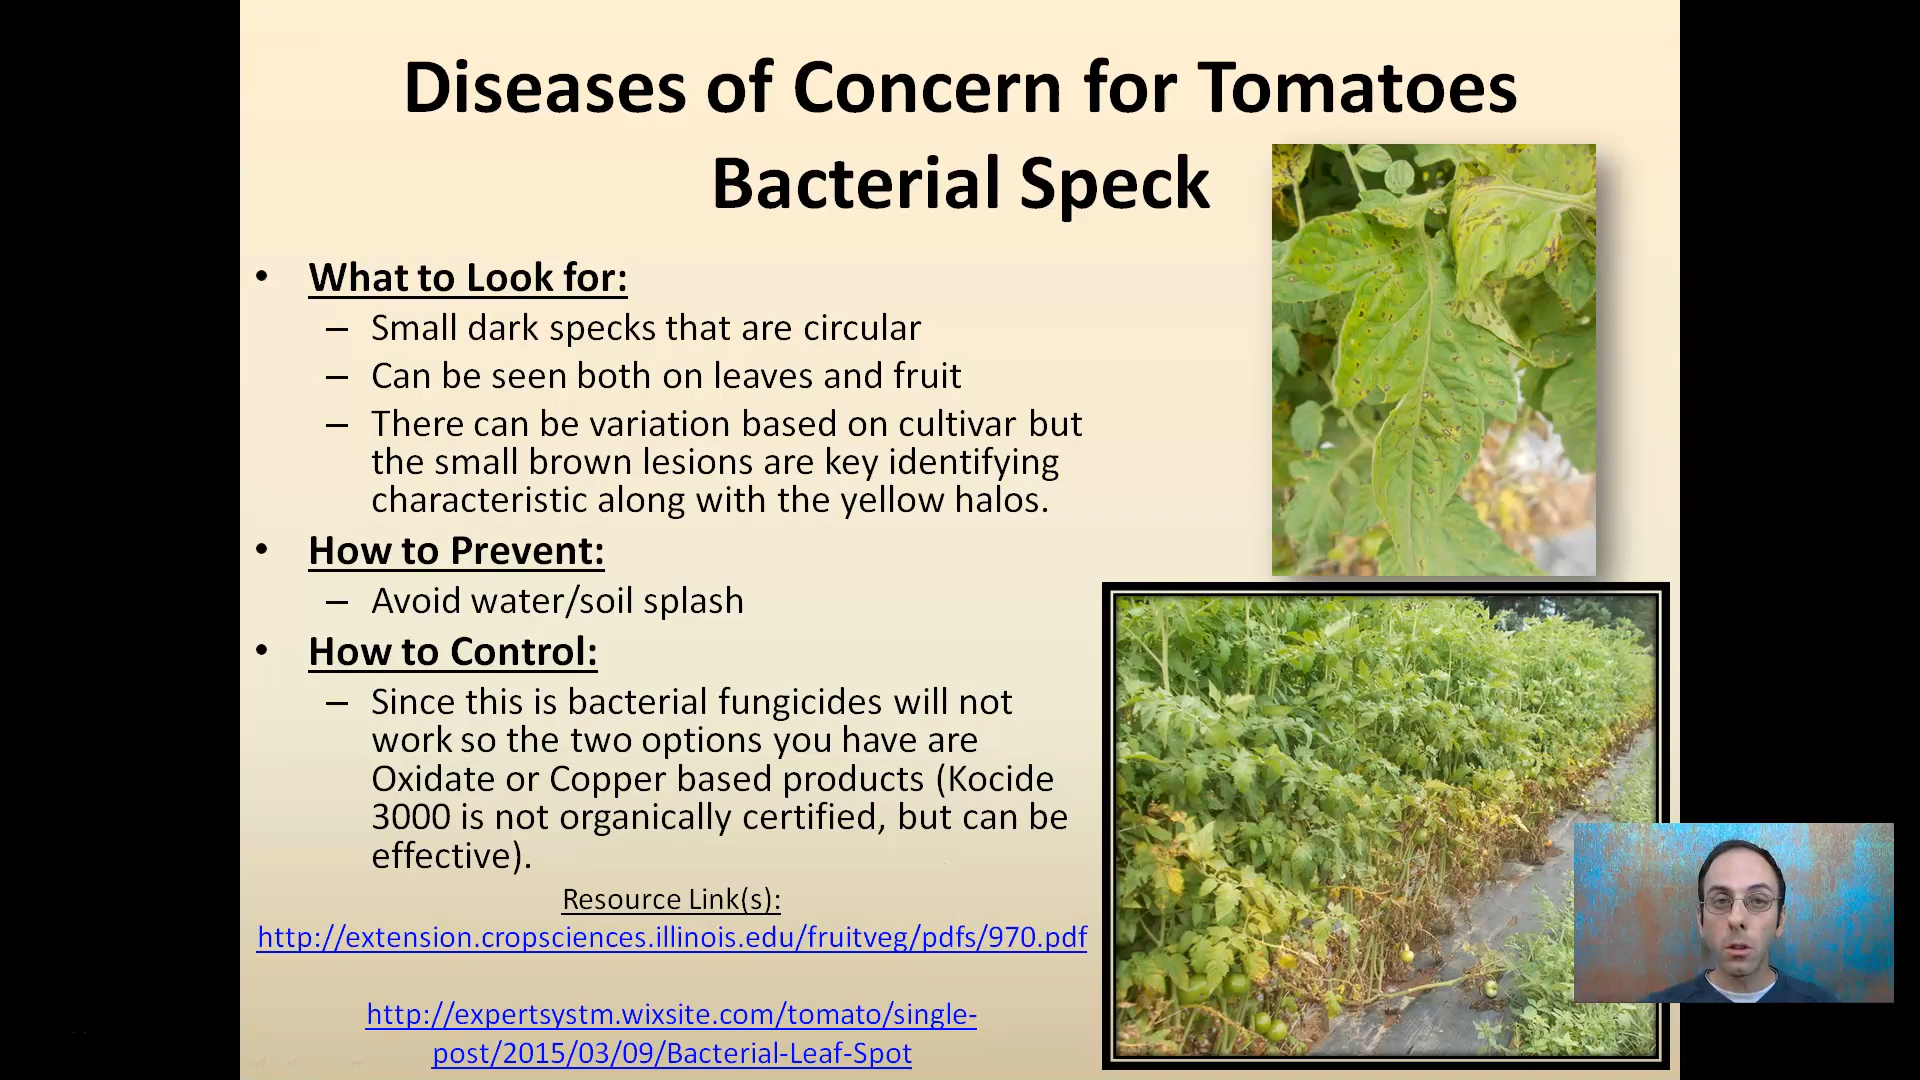 Diseases of Concern for Tomatoes
Bacterial Speck
• What to Look for:
– Small dark specks that are circular
– Can be seen both on leaves and fruit
– There can be variation based on cultivar but
the small brown lesions are key identifying
characteristic along with the yellow halos.
• How to Prevent:
– Avoid water/soil splash
• How to Control:
– Since this is bacterial fungicides will not
work so the two options you have are
Oxidate or Copper based products (Kocide
3000 is not organically certified, but can be
effective).
Resource Link(s):
http://extension.cropsciences.illinois.edu/fruitveg/pdfs/970.pdf
http://expertsystm.wixsite.com/tomato/single-
post/2015/03/09/Bacterial-Leaf-Spot